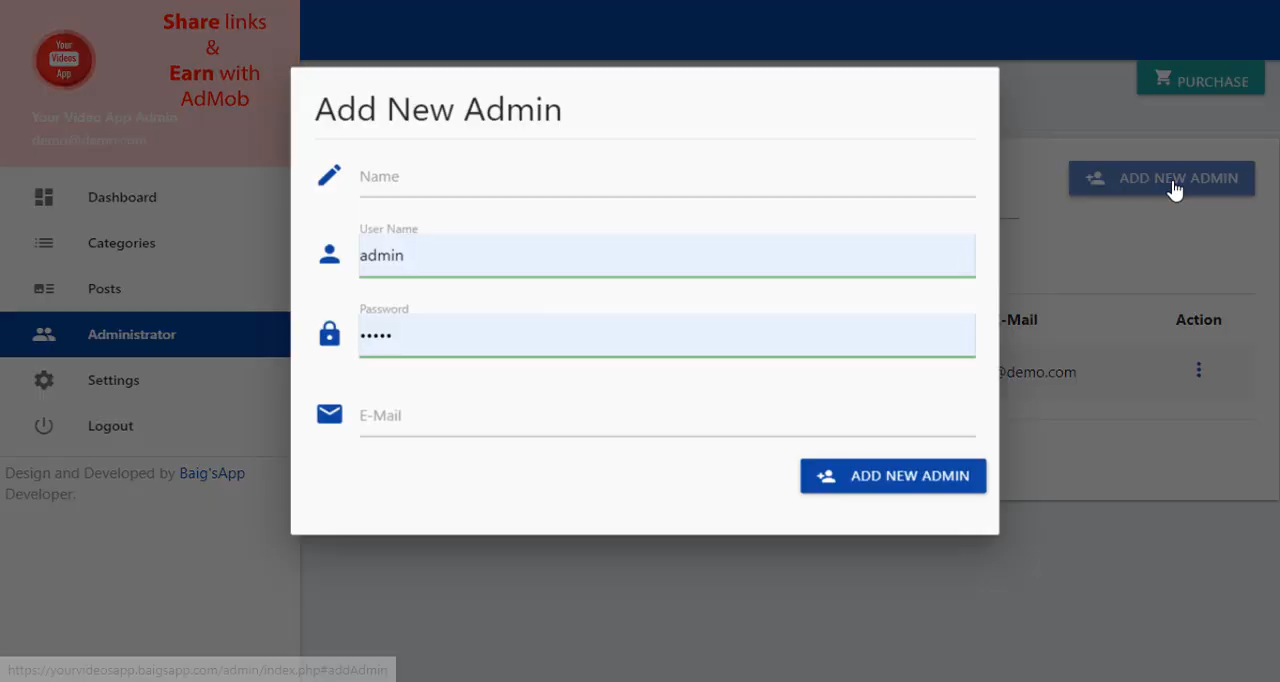 Share links
&
Earn with
AdMob
Your
Videos
App
Your Video App Admin
demo@demo.com
PURCHASE
Dashboard
Categories
Posts
Administrator
Settings
Logout
Design and Developed by Baig'sApp
Developer.
ADD NEW ADMIN
-Mail
Action
@demo.com
Add New Admin
Name
User Name
admin
Password
•••••
E-Mail
ADD NEW ADMIN
https://yourvideosapp.baigsapp.com/admin/index.php#addAdmin